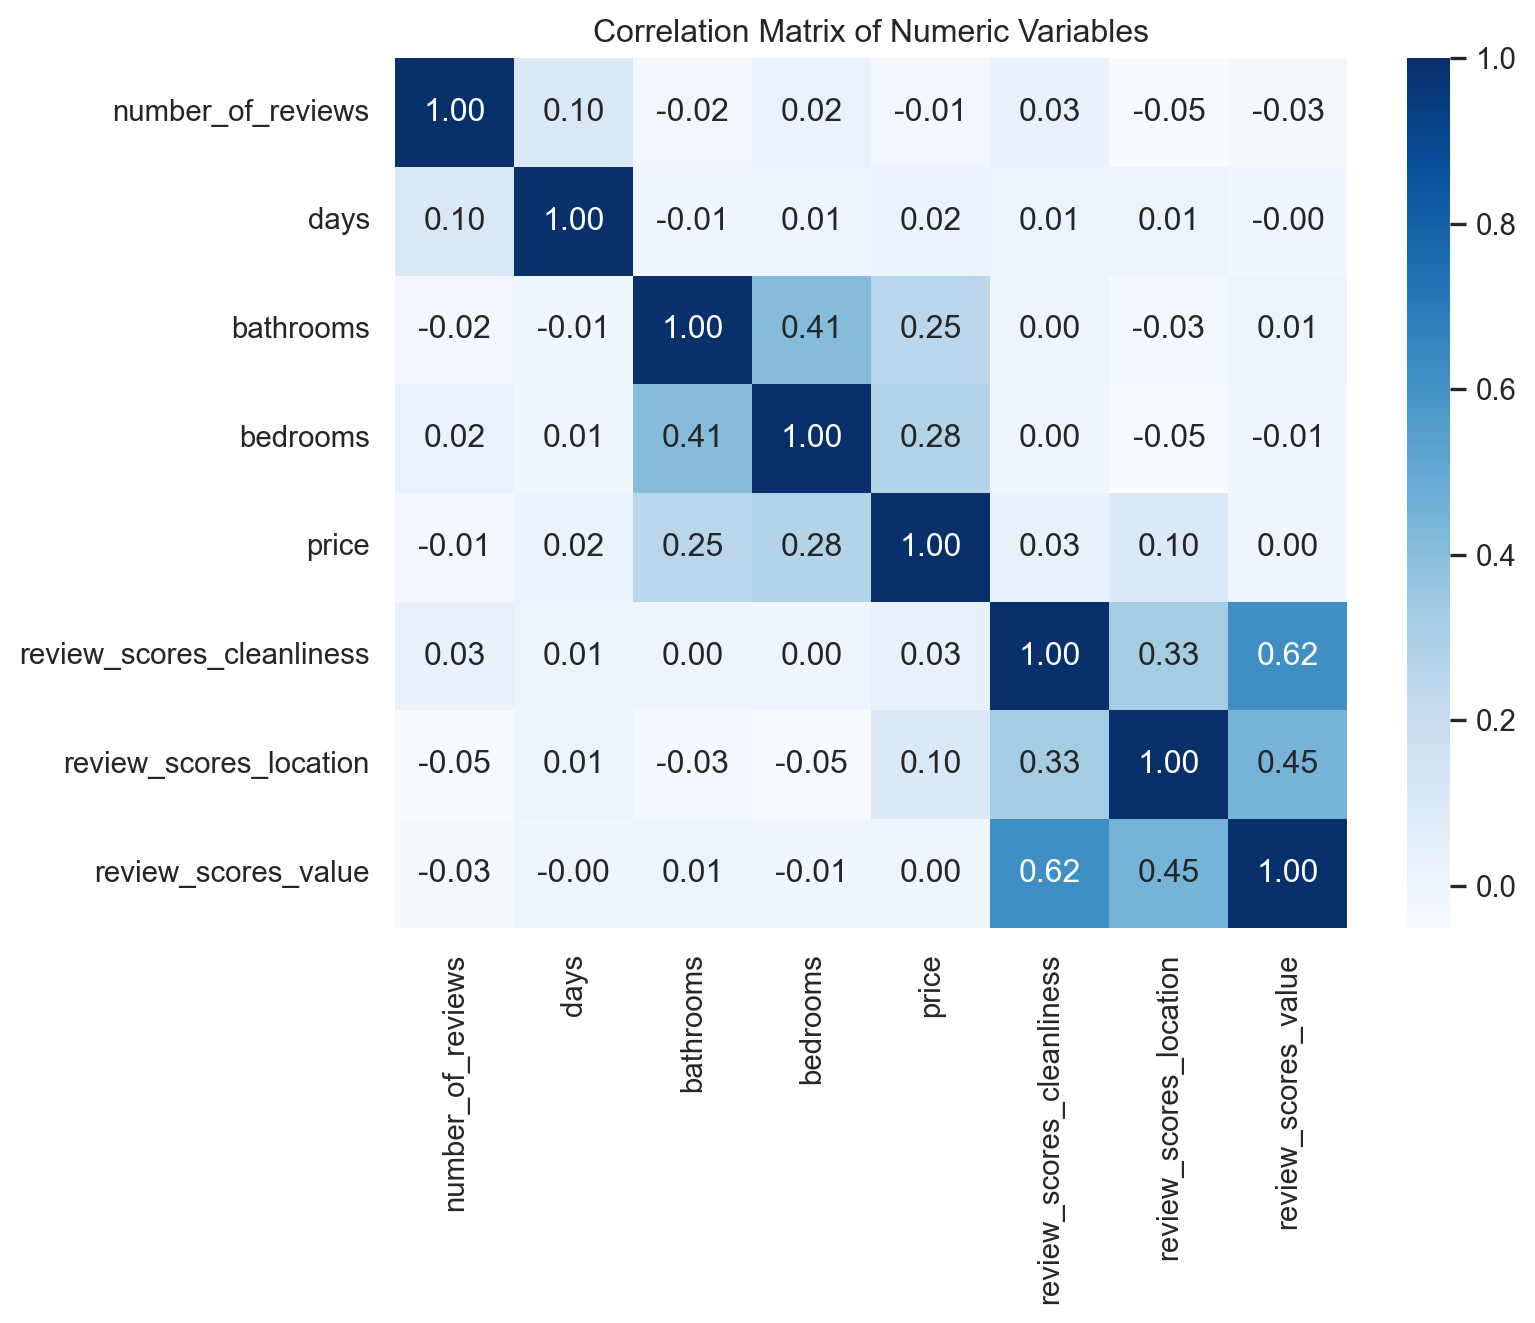 Correlation Matrix of Numeric Variables
number_of_reviews 1.00 0.10 -0.02 0.02 -0.01 0.03 -0.05 -0.03
days 0.10 1.00 -0.01 0.01 0.02 0.01 0.01 -0.00
bathrooms -0.02 -0.01 1.00 0.41 0.25 0.00 -0.03 0.01
bedrooms 0.02 0.01 0.41 1.00 0.28 0.00 -0.05 -0.01
price -0.01 0.02 0.25 0.28 1.00 0.03 0.10 0.00
review_scores_cleanliness 0.03 0.01 0.00 0.00 0.03 1.00 0.33 0.62
review_scores_location -0.05 0.01 -0.03 -0.05 0.10 0.33 1.00 0.45
review_scores_value -0.03 -0.00 0.01 -0.01 0.00 0.62 0.45 1.00
number_of_reviews
days
bathrooms
bedrooms
price
review_scores_cleanliness
review_scores_location
review_scores_value
1.0
0.8
0.6
0.4
0.2
0.0